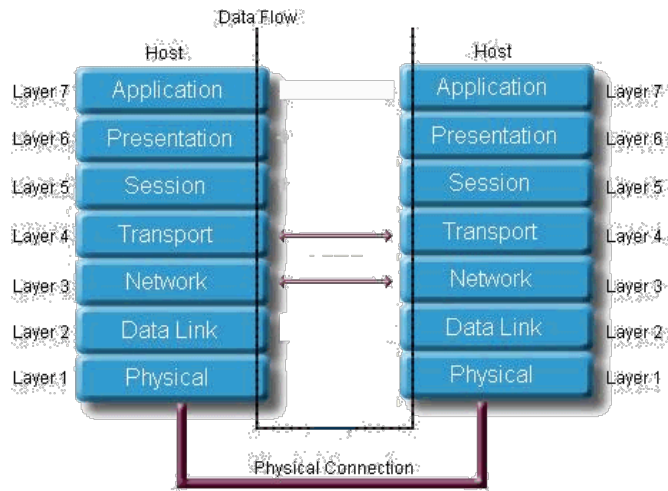 Data Flow
Host Host
Layer 7 Application Application Layer 7
Layer 6 Presentation Presentation Layer 6
Layer 5 Session Session Layer 5
Layer 4 Transport Transport Layer 4
Layer 3 Network Network Layer 3
Layer 2 Data Link Data Link Layer 2
Layer 1 Physical Physical Layer 1
Physical Connection